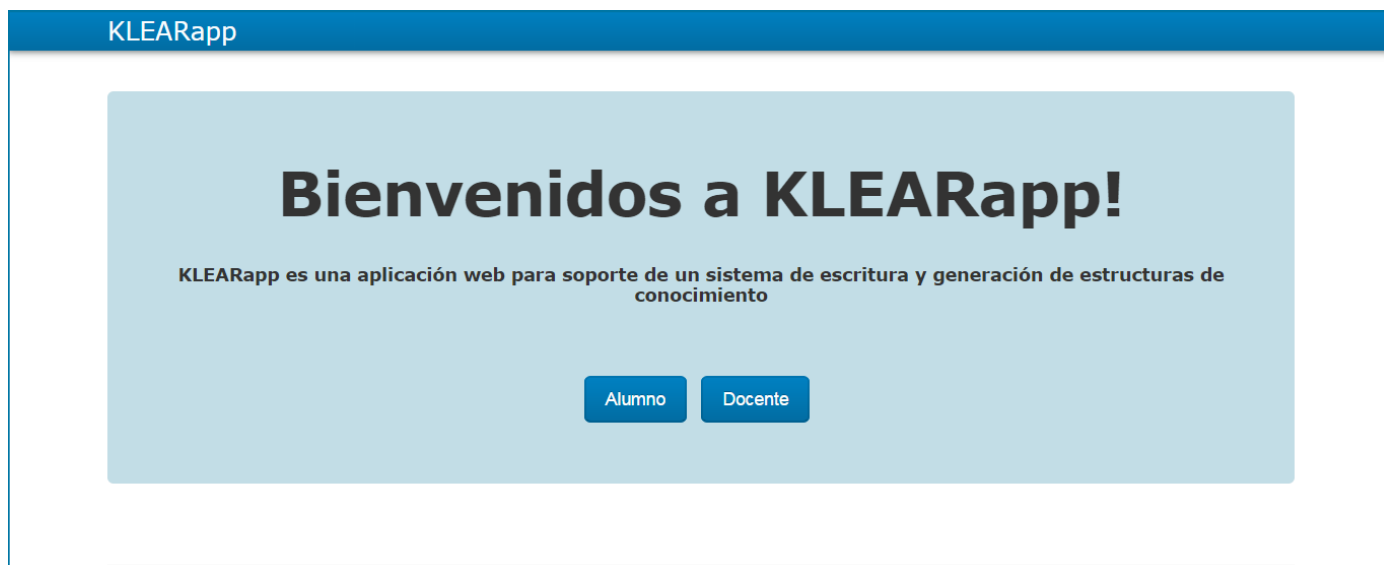 KLEARapp
Bienvenidos a KLEARapp!
KLEARapp es una aplicación web para soporte de un sistema de escritura y generación de estructuras de
conocimiento
Alumno Docente